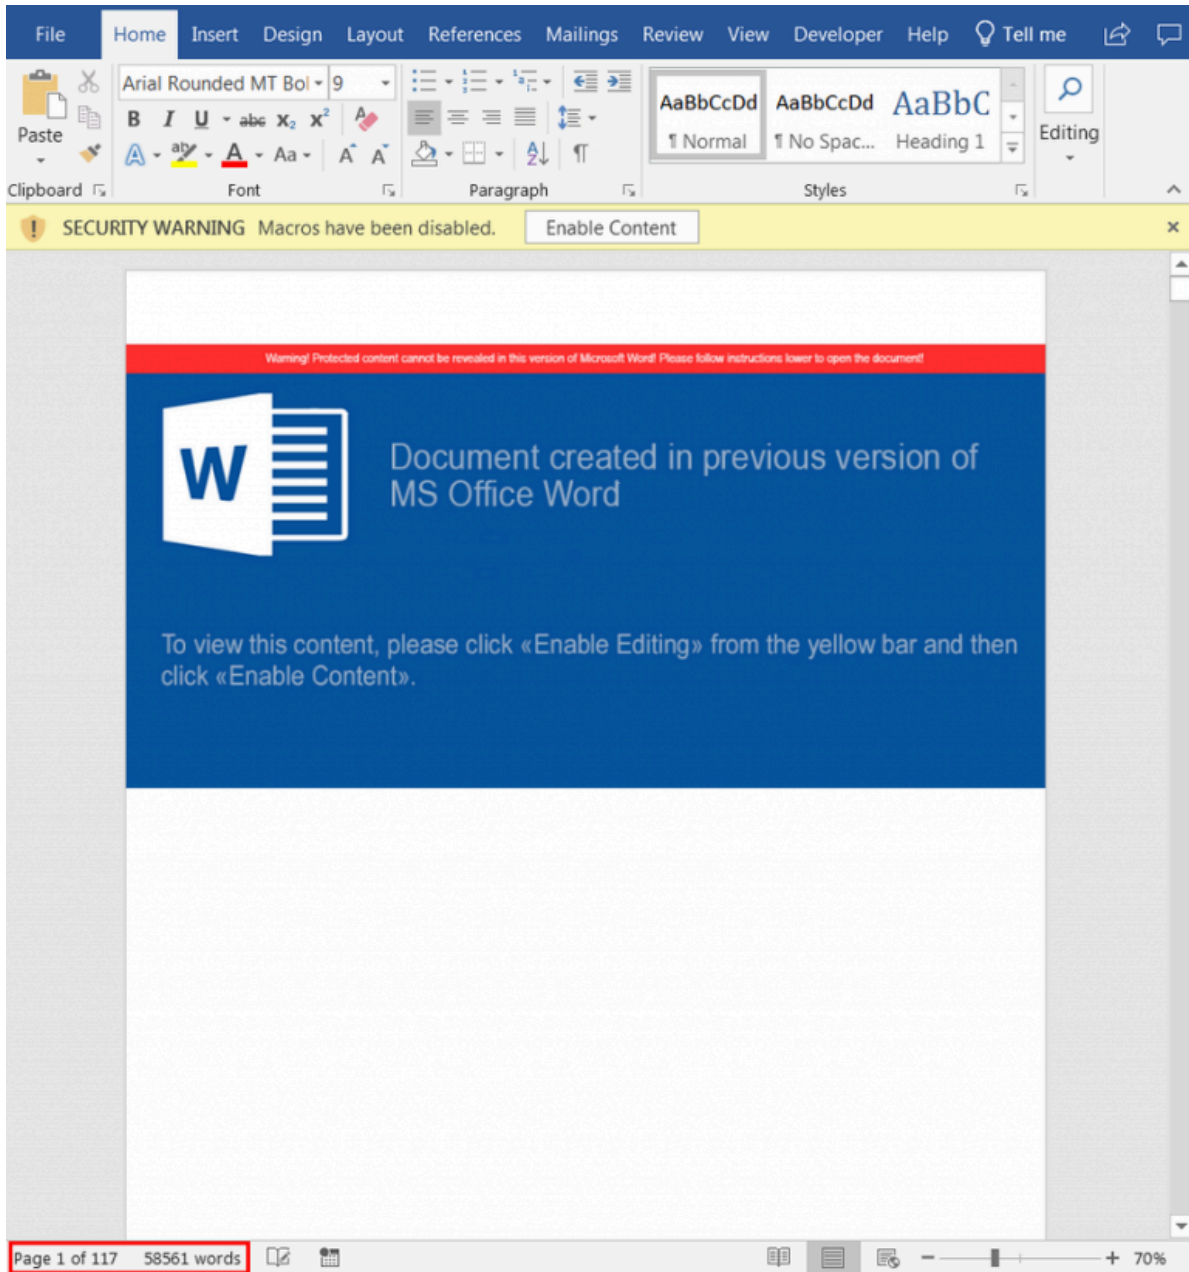 File Home Insert Design Layout References Mailings Review View Developer Help Tell me
Arial Rounded MT Bol 9
Paste
B I U abc X₂ X²
A aby A Aa A A
AaBbCcDd AaBbCcDd AaBbC
¶ Normal ¶ No Spac... Heading 1
Editing
Clipboard Font Paragraph Styles
SECURITY WARNING Macros have been disabled. Enable Content
Warning! Protected content cannot be revealed in this version of Microsoft Word! Please follow instructions lower to open the document!
W
Document created in previous version of
MS Office Word
To view this content, please click «Enable Editing» from the yellow bar and then
click «Enable Content».
Page 1 of 117 58561 words 70%